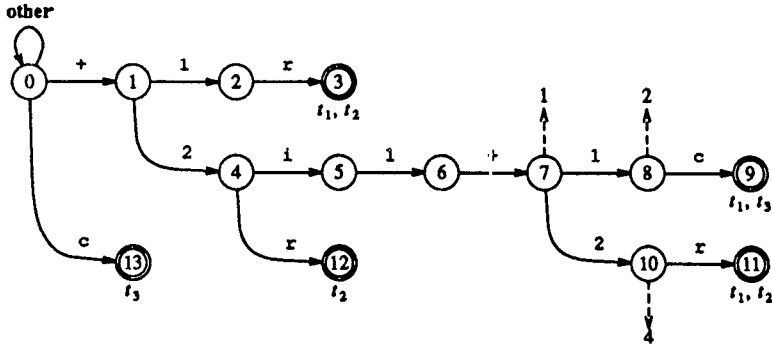 other
0 + 1 1 2 r 3
t1, t2
1 2
2 4 i 5 1 6 + 7 1 8 c 9
t1, t3
c 13
t3
r 12
t2
2 10 r 11
t1, t2
4